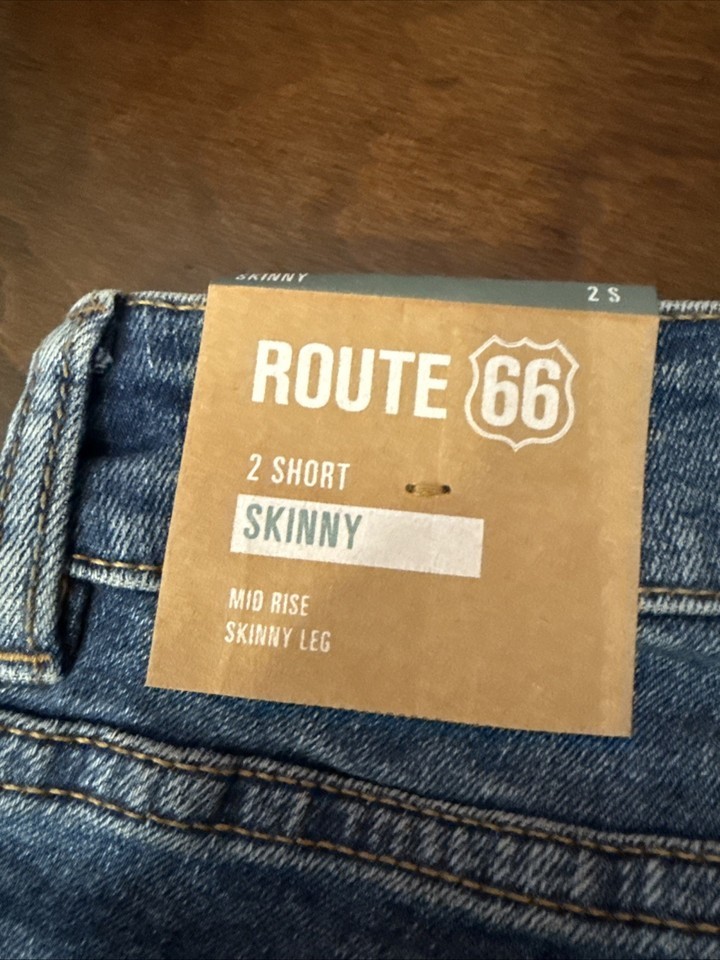 SKINNY
2 S
ROUTE 66
2 SHORT
SKINNY
MID RISE
SKINNY LEG